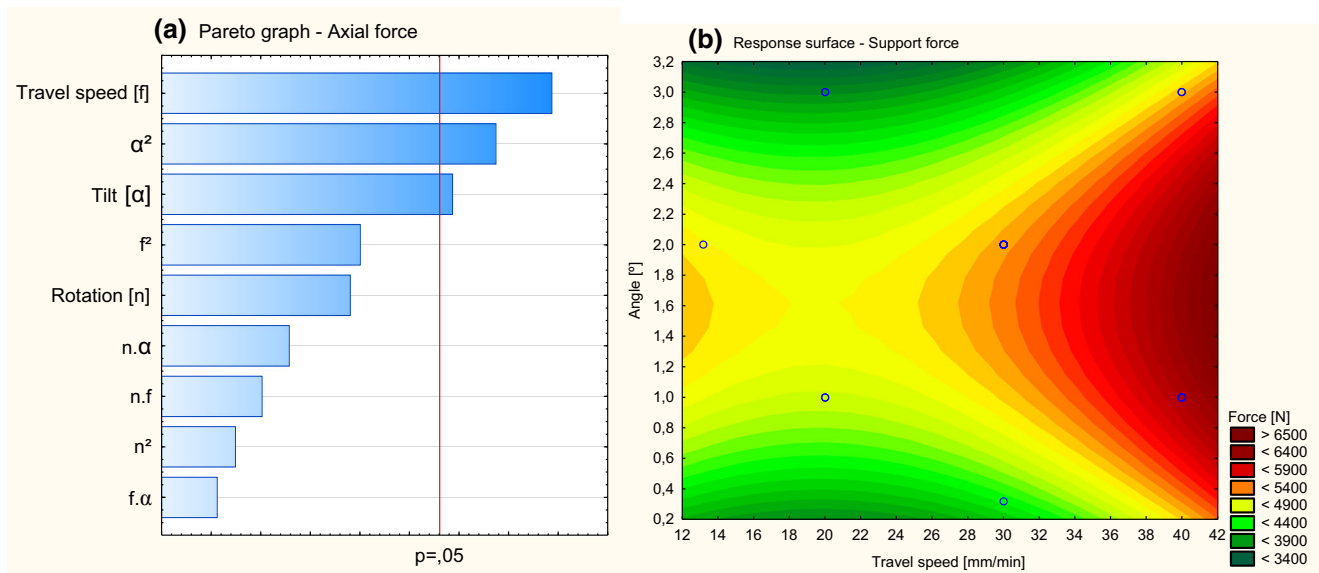 (a) Pareto graph - Axial force
Travel speed [f]
α²
Tilt [α]
f²
Rotation [n]
n.α
n.f
n²
f.α
p=,05
(b) Response surface - Support force
3,2
3,0
2,8
2,6
2,4
2,2
2,0
1,8
1,6
1,4
1,2
1,0
0,8
0,6
0,4
0,2
Angle [º]
12 14 16 18 20 22 24 26 28 30 32 34 36 38 40 42
Travel speed [mm/min]
Force [N]
> 6500
< 6400
< 5900
< 5400
< 4900
< 4400
< 3900
< 3400